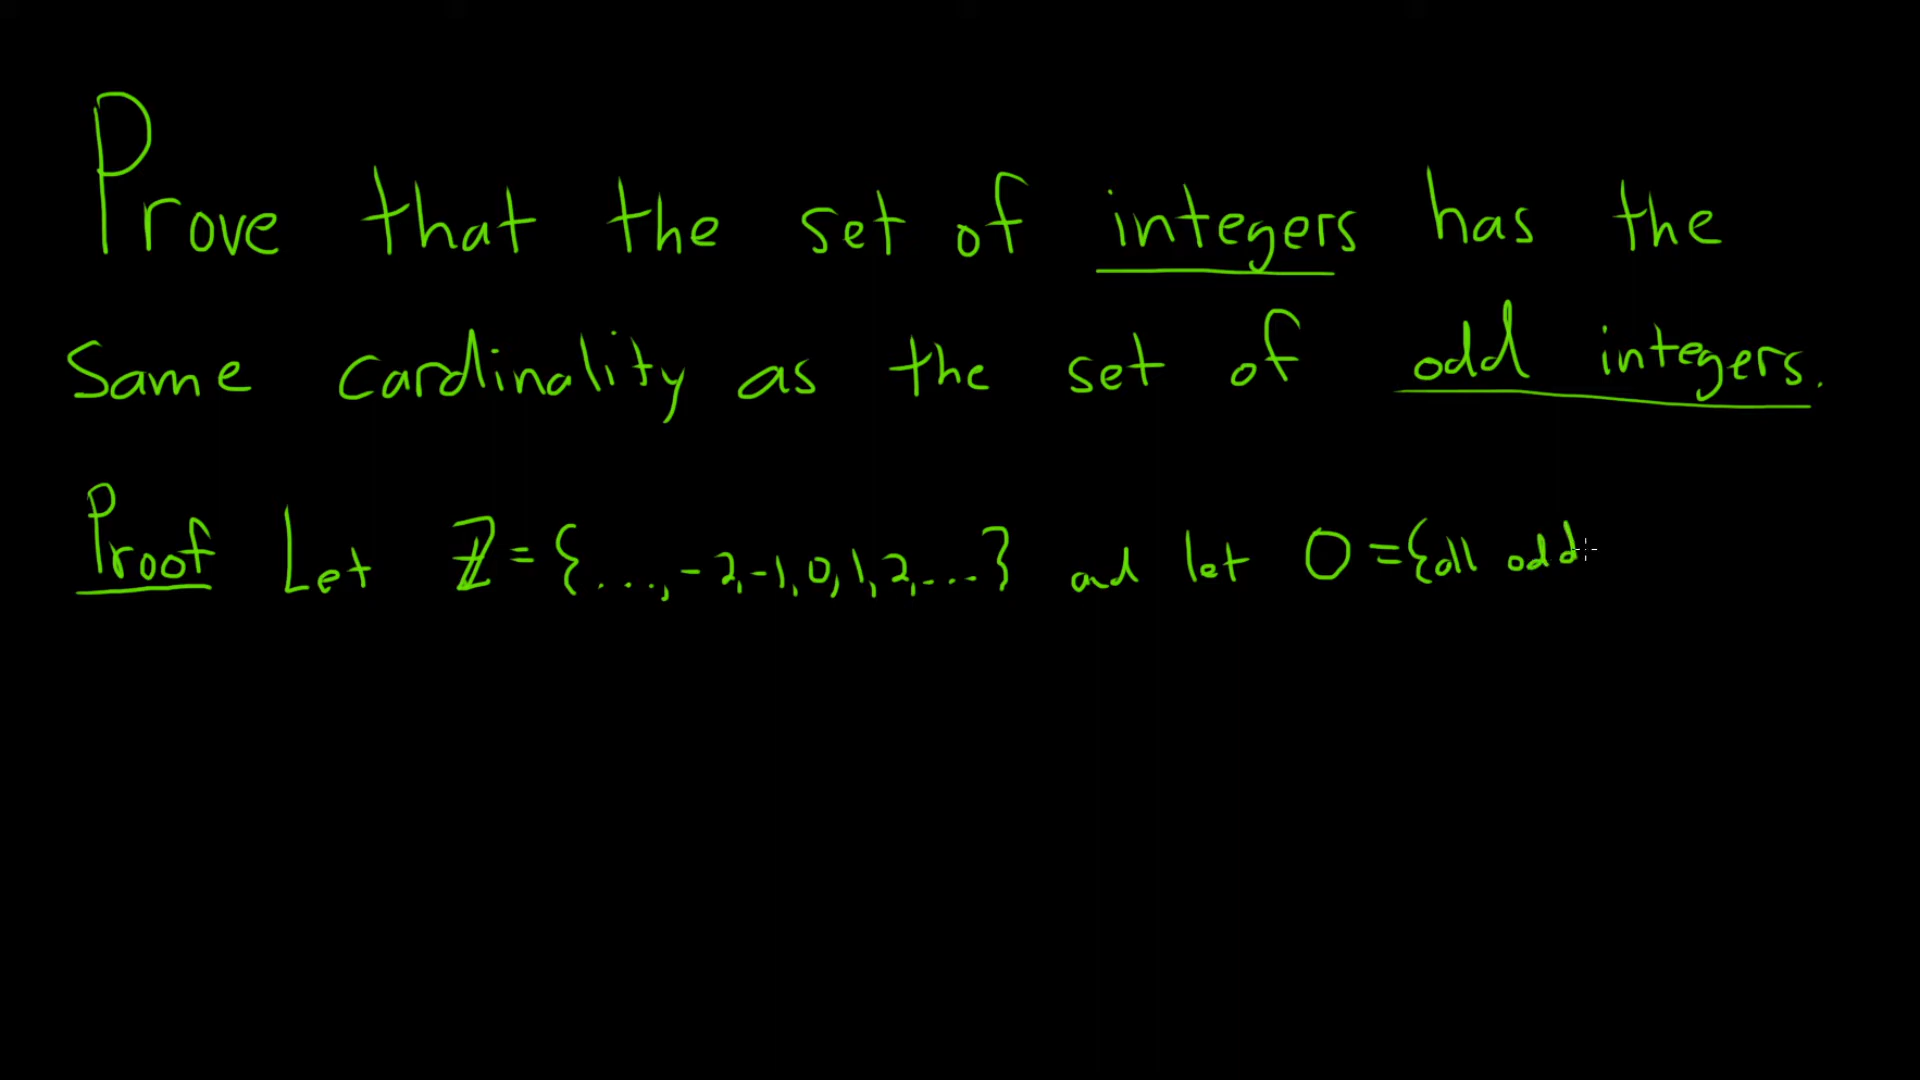 Prove that the set of integers has the
Same cardinality as the set of odd integers.
Proof Let ℤ = {..., -2, -1, 0, 1, 2, ...} and let O = {all odd